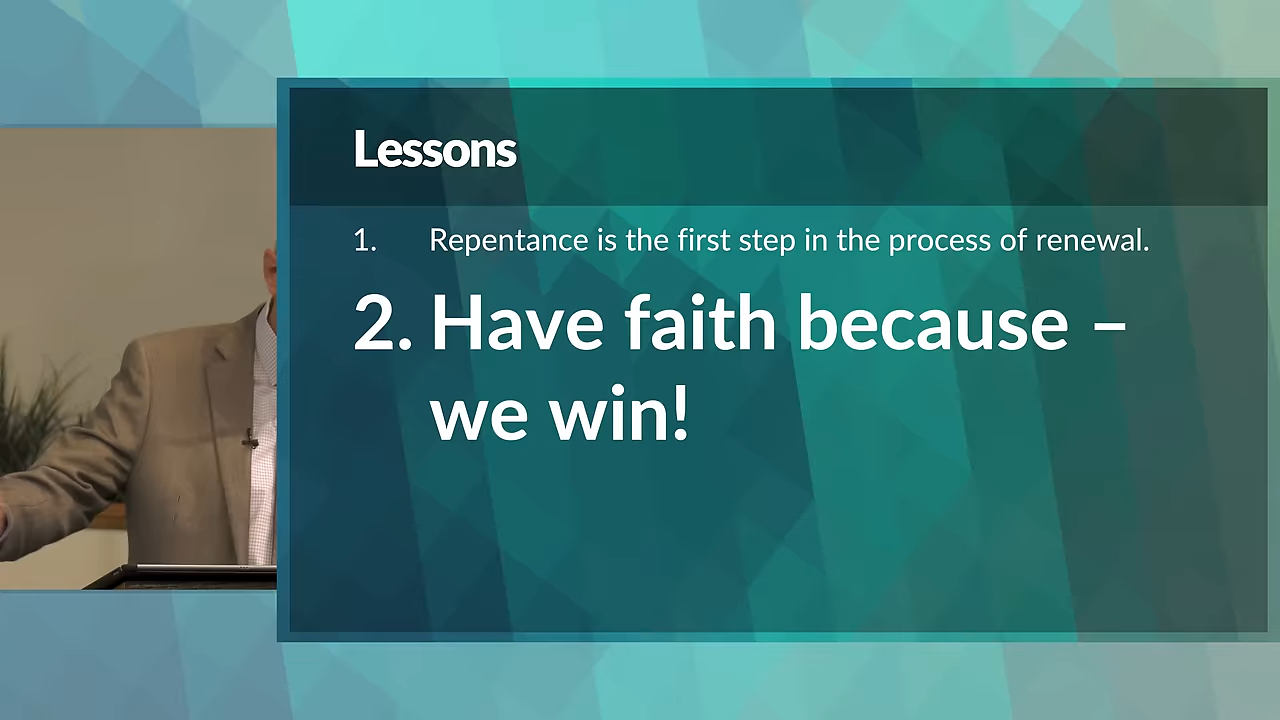 Lessons
1. Repentance is the first step in the process of renewal.
2. Have faith because –
we win!